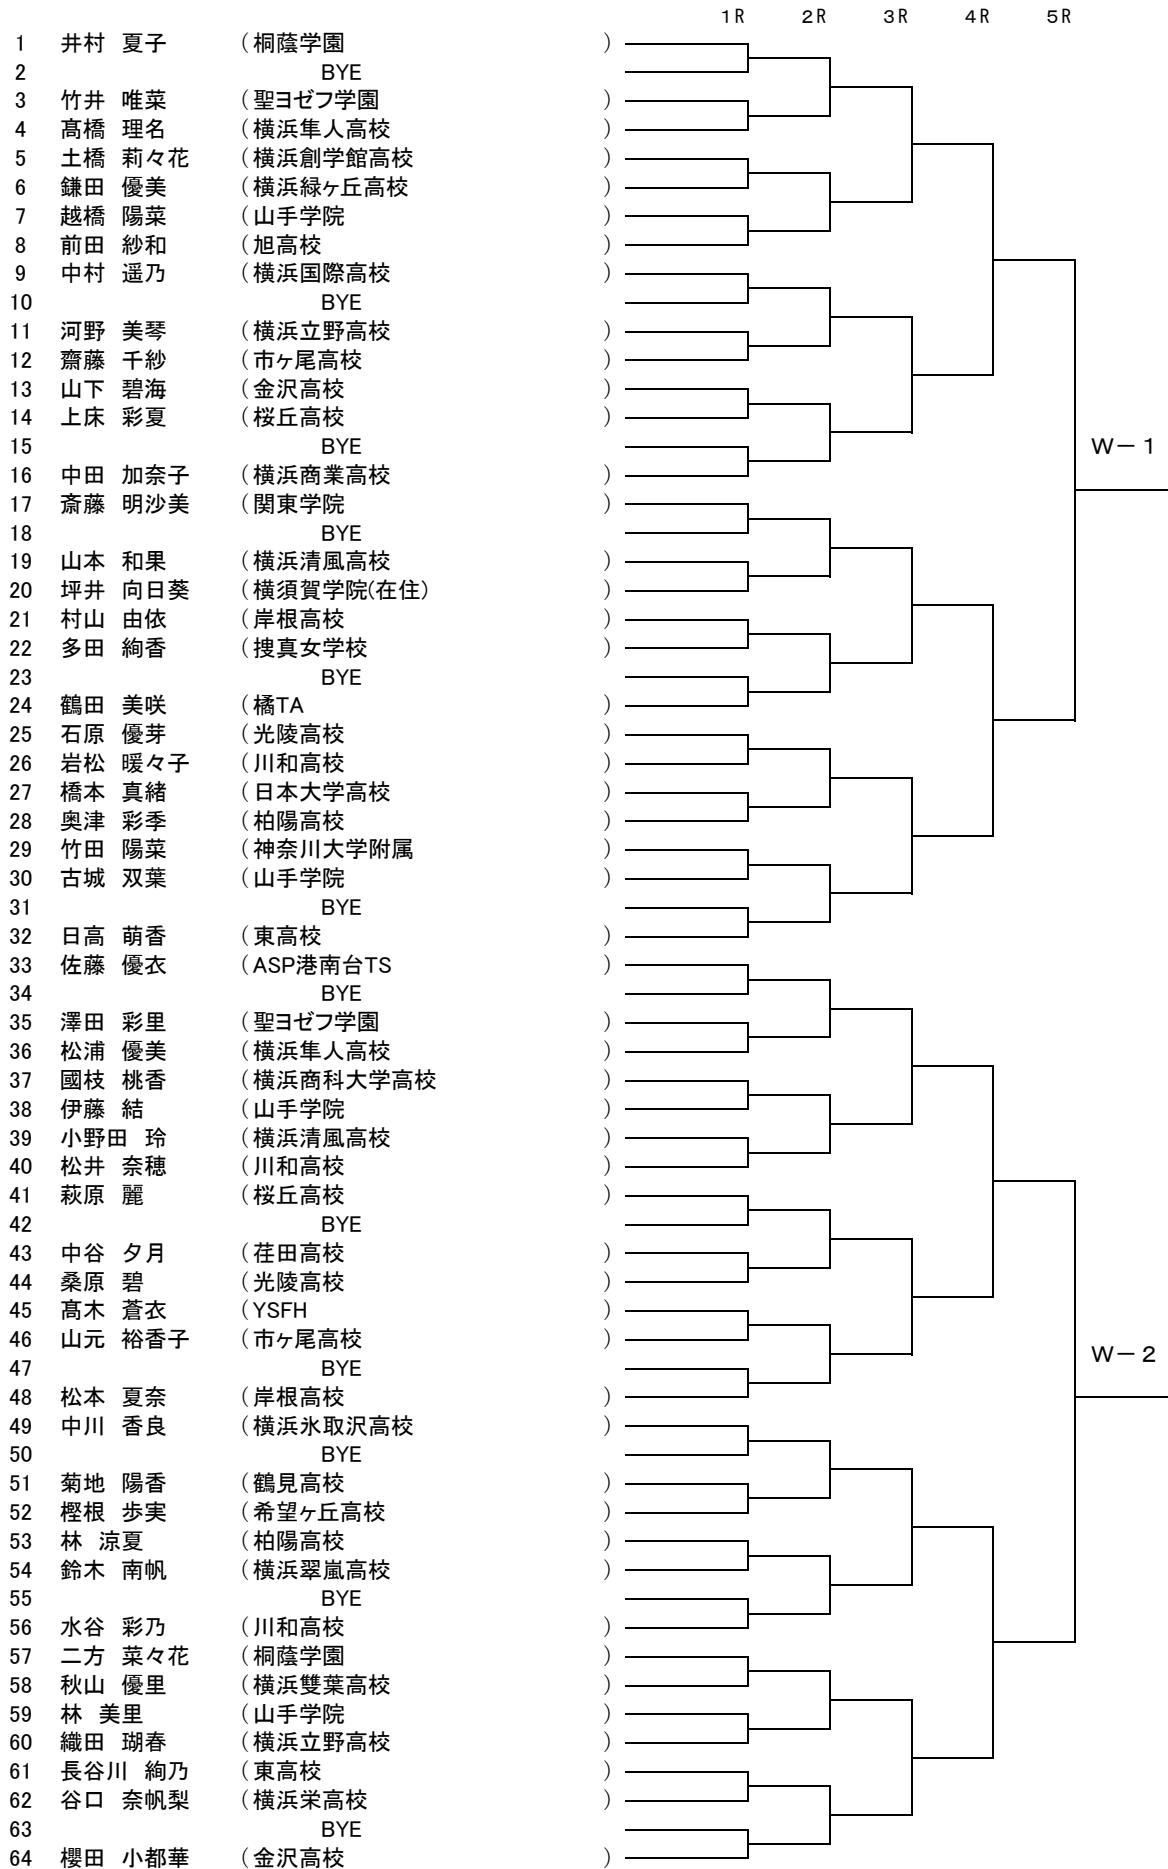 1R 2R 3R 4R 5R
1 井村 夏子 (桐蔭学園 )
2 BYE
3 竹井 唯菜 (聖ヨゼフ学園 )
4 髙橋 理名 (横浜隼人高校 )
5 土橋 莉々花 (横浜創学館高校 )
6 鎌田 優美 (横浜緑ヶ丘高校 )
7 越橋 陽菜 (山手学院 )
8 前田 紗和 (旭高校 )
9 中村 遥乃 (横浜国際高校 )
10 BYE
11 河野 美琴 (横浜立野高校 )
12 齋藤 千紗 (市ヶ尾高校 )
13 山下 碧海 (金沢高校 )
14 上床 彩夏 (桜丘高校 )
15 BYE
W－1
16 中田 加奈子 (横浜商業高校 )
17 斎藤 明沙美 (関東学院 )
18 BYE
19 山本 和果 (横浜清風高校 )
20 坪井 向日葵 (横須賀学院(在住) )
21 村山 由依 (岸根高校 )
22 多田 絢香 (捜真女学校 )
23 BYE
24 鶴田 美咲 (橘TA )
25 石原 優芽 (光陵高校 )
26 岩松 暖々子 (川和高校 )
27 橋本 真緒 (日本大学高校 )
28 奥津 彩季 (柏陽高校 )
29 竹田 陽菜 (神奈川大学附属 )
30 古城 双葉 (山手学院 )
31 BYE
32 日高 萌香 (東高校 )
33 佐藤 優衣 (ASP港南台TS )
34 BYE
35 澤田 彩里 (聖ヨゼフ学園 )
36 松浦 優美 (横浜隼人高校 )
37 國枝 桃香 (横浜商科大学高校 )
38 伊藤 結 (山手学院 )
39 小野田 玲 (横浜清風高校 )
40 松井 奈穂 (川和高校 )
41 萩原 麗 (桜丘高校 )
42 BYE
43 中谷 夕月 (荏田高校 )
44 桑原 碧 (光陵高校 )
45 髙木 蒼衣 (YSFH )
46 山元 裕香子 (市ヶ尾高校 )
47 BYE
W－2
48 松本 夏奈 (岸根高校 )
49 中川 香良 (横浜氷取沢高校 )
50 BYE
51 菊地 陽香 (鶴見高校 )
52 樫根 歩実 (希望ヶ丘高校 )
53 林 涼夏 (柏陽高校 )
54 鈴木 南帆 (横浜翠嵐高校 )
55 BYE
56 水谷 彩乃 (川和高校 )
57 二方 菜々花 (桐蔭学園 )
58 秋山 優里 (横浜雙葉高校 )
59 林 美里 (山手学院 )
60 織田 瑚春 (横浜立野高校 )
61 長谷川 絢乃 (東高校 )
62 谷口 奈帆梨 (横浜栄高校 )
63 BYE
64 櫻田 小都華 (金沢高校 )